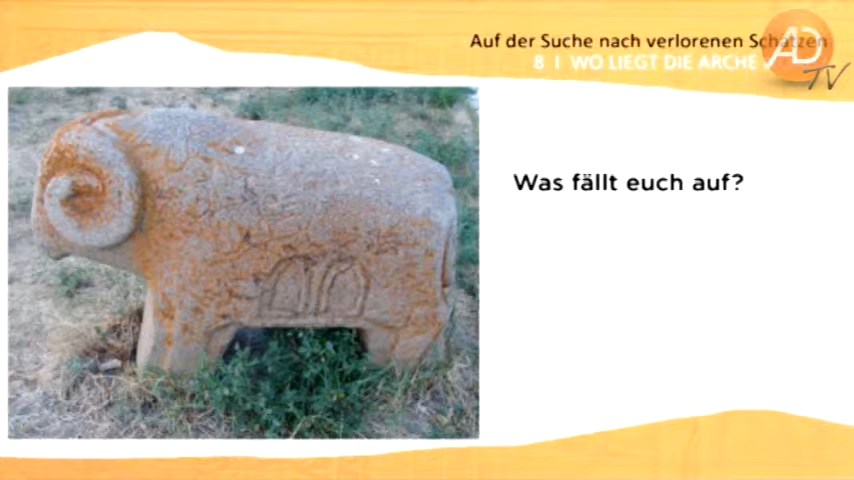 Auf der Suche nach verlorenen Schätzen
8 | WO LIEGT DIE ARCHE
AD
TV
Was fällt euch auf?